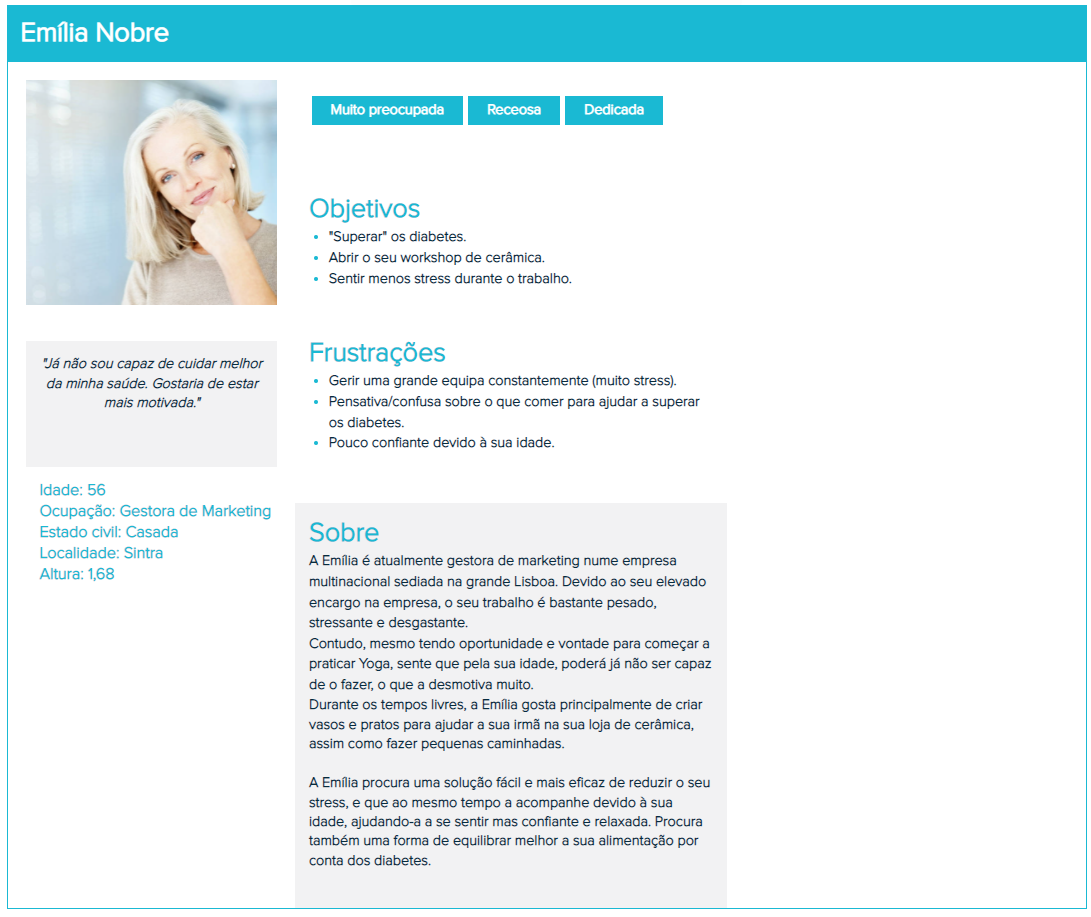 Emília Nobre
Muito preocupada
Receosa
Dedicada
Objetivos
"Superar" os diabetes.
Abrir o seu workshop de cerâmica.
Sentir menos stress durante o trabalho.
Frustrações
Gerir uma grande equipa constantemente (muito stress).
Pensativa/confusa sobre o que comer para ajudar a superar
os diabetes.
Pouco confiante devido à sua idade.
"Já não sou capaz de cuidar melhor
da minha saúde. Gostaria de estar
mais motivada."
Idade: 56
Ocupação: Gestora de Marketing
Estado civil: Casada
Localidade: Sintra
Altura: 1,68
Sobre
A Emília é atualmente gestora de marketing nume empresa
multinacional sediada na grande Lisboa. Devido ao seu elevado
encargo na empresa, o seu trabalho é bastante pesado,
stressante e desgastante.
Contudo, mesmo tendo oportunidade e vontade para começar a
praticar Yoga, sente que pela sua idade, poderá já não ser capaz
de o fazer, o que a desmotiva muito.
Durante os tempos livres, a Emília gosta principalmente de criar
vasos e pratos para ajudar a sua irmã na sua loja de cerâmica,
assim como fazer pequenas caminhadas.
A Emília procura uma solução fácil e mais eficaz de reduzir o seu
stress, e que ao mesmo tempo a acompanhe devido à sua
idade, ajudando-a a se sentir mas confiante e relaxada. Procura
também uma forma de equilibrar melhor a sua alimentação por
conta dos diabetes.